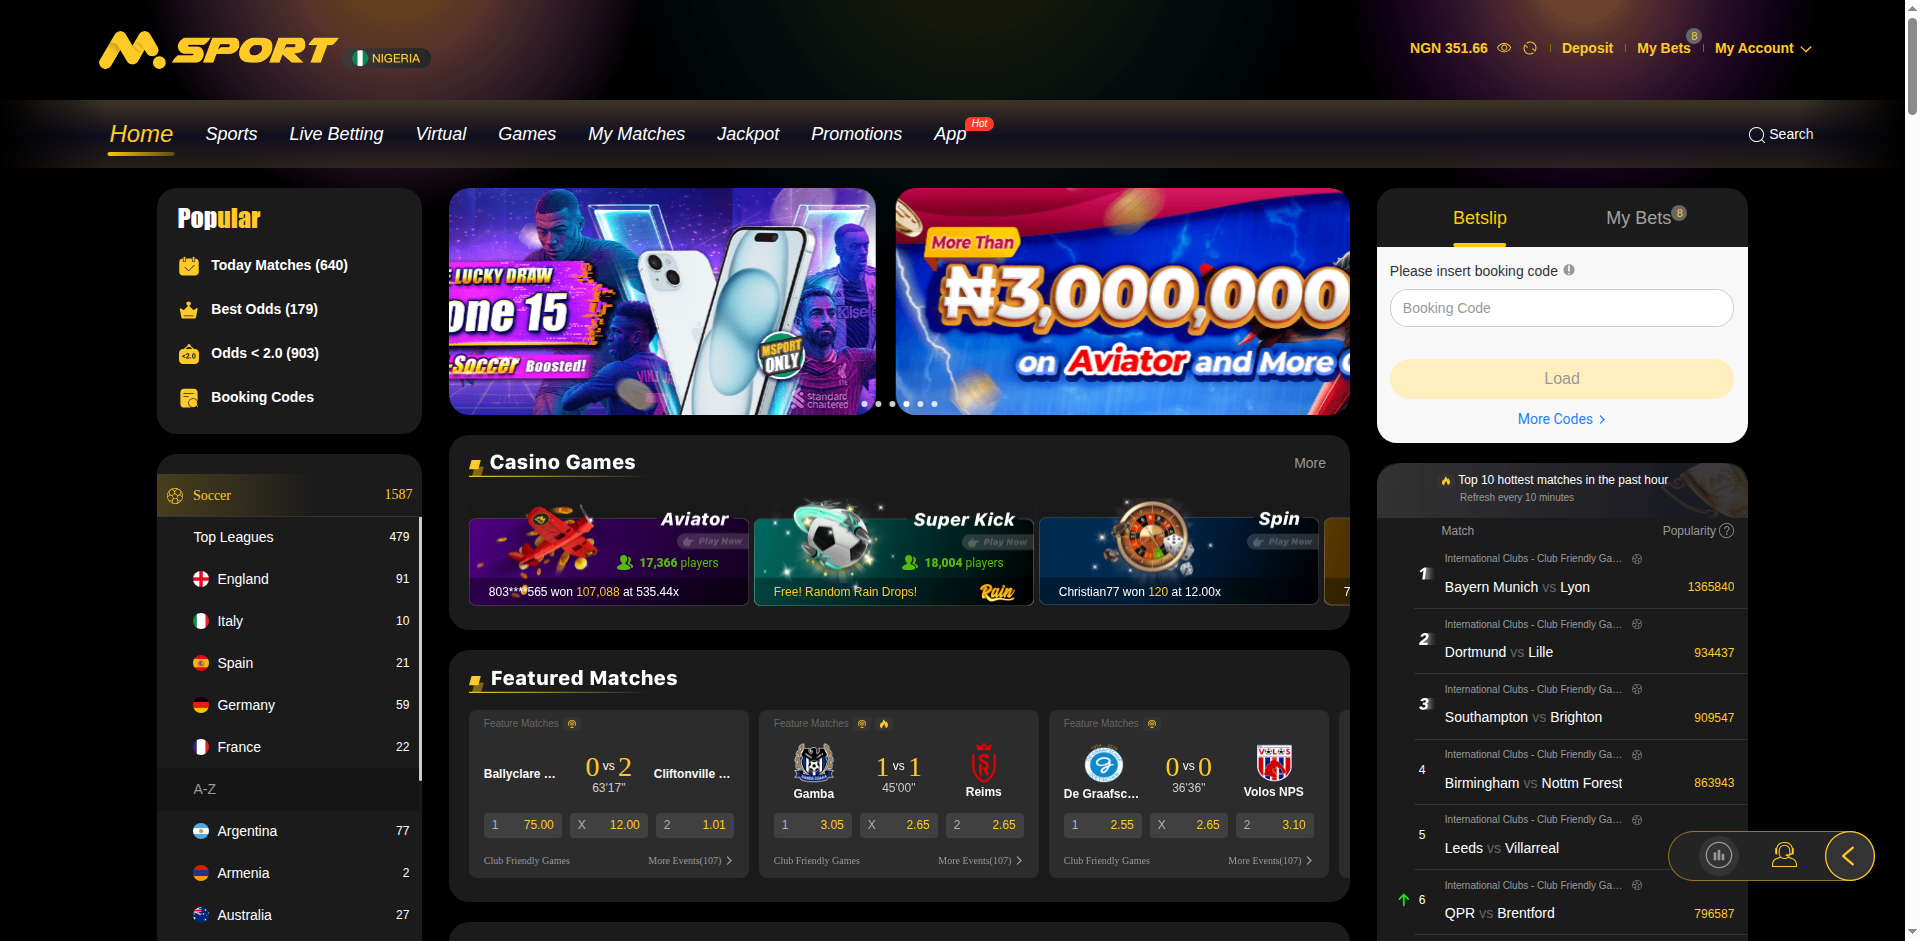 M.SPORT
NIGERIA
NGN 351.66
Deposit
My Bets
8
My Account
Home
Sports
Live Betting
Virtual
Games
My Matches
Jackpot
Promotions
App
Hot
Search
Popular
Today Matches (640)
Best Odds (179)
<2.0
Odds < 2.0 (903)
Booking Codes
Soccer 1587
Top Leagues 479
England 91
Italy 10
Spain 21
Germany 59
France 22
A-Z
Argentina 77
Armenia 2
Australia 27
LUCKY DRAW
one 15
-Soccer Boosted!
MSPORT
ONLY
standard
chartered
More Than
₦3,000,000
on Aviator and More
Casino Games
More
Aviator
Play Now
17,366 players
803***565 won 107,088 at 535.44x
Super Kick
Play Now
18,004 players
Free! Random Rain Drops!
Rain
Spin
Play Now
Christian77 won 120 at 12.00x
7
Featured Matches
Feature Matches
Ballyclare ...
0 vs 2
63'17"
Cliftonville ...
1 75.00
X 12.00
2 1.01
Club Friendly Games
More Events(107)
Feature Matches
Gamba
1 vs 1
45'00"
Reims
1 3.05
X 2.65
2 2.65
Club Friendly Games
More Events(107)
Feature Matches
De Graafsc...
0 vs 0
36'36"
VOLOS
Volos NPS
1 2.55
X 2.65
2 3.10
Club Friendly Games
More Events(107)
Betslip
My Bets
8
Please insert booking code
Booking Code
Load
More Codes
Top 10 hottest matches in the past hour
Refresh every 10 minutes
Match
Popularity ?
International Clubs - Club Friendly Ga...
1
Bayern Munich vs Lyon 1365840
International Clubs - Club Friendly Ga...
2
Dortmund vs Lille 934437
International Clubs - Club Friendly Ga...
3
Southampton vs Brighton 909547
International Clubs - Club Friendly Ga...
4
Birmingham vs Nottm Forest 863943
International Clubs - Club Friendly Ga...
5
Leeds vs Villarreal
International Clubs - Club Friendly Ga...
6
QPR vs Brentford 796587